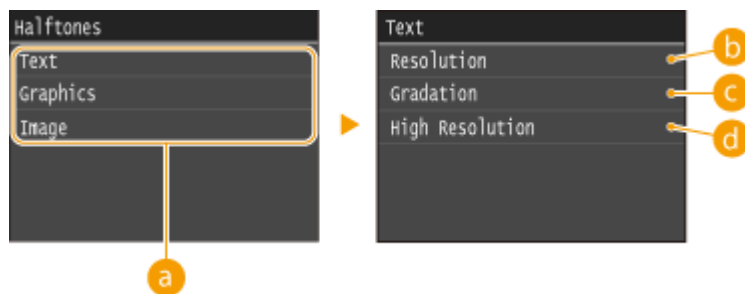 Halftones
Text
Graphics
Image
a
Text
Resolution
Gradation
High Resolution
b
c
d